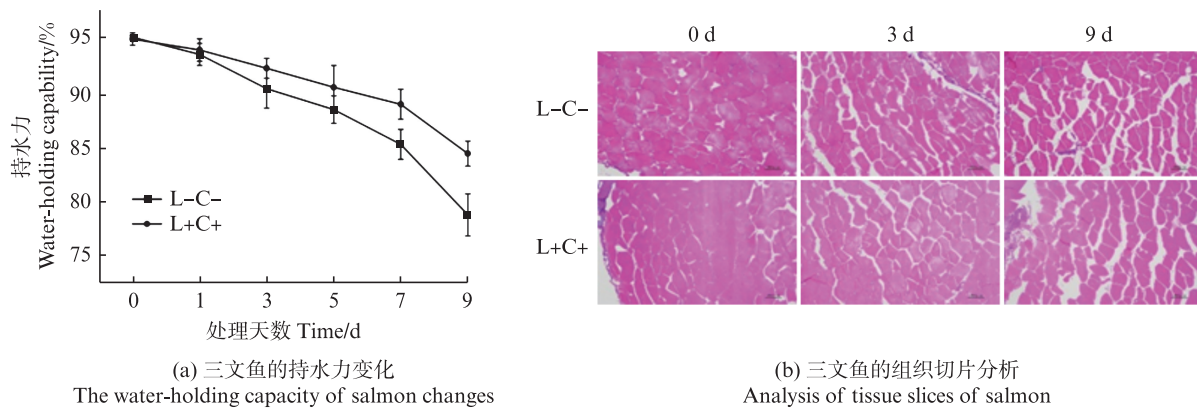 95
90
85
80
75
持水力
Water-holding capability/%
L-C-
L+C+
0 1 3 5 7 9
处理天数 Time/d
(a) 三文鱼的持水力变化
The water-holding capacity of salmon changes
0 d 3 d 9 d
L-C-
L+C+
(b) 三文鱼的组织切片分析
Analysis of tissue slices of salmon